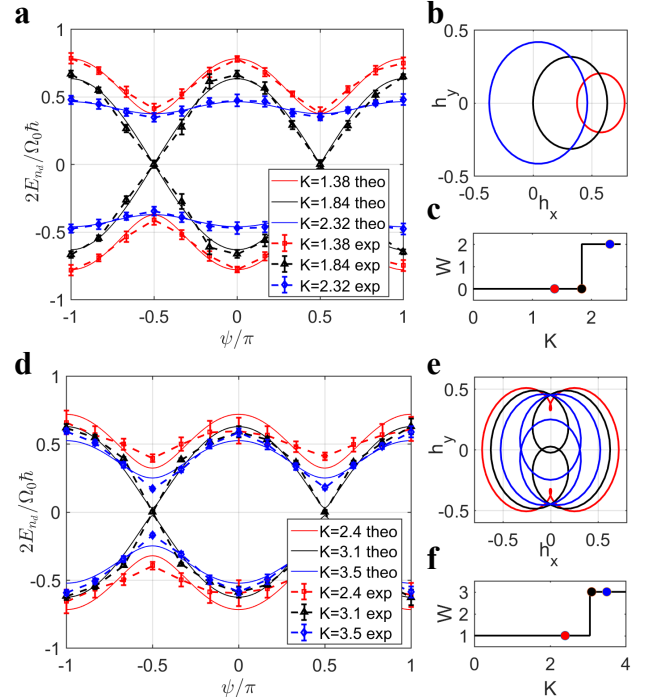 a
1
0.5
0
-0.5
-1
2E_{n_d}/Ω₀ħ
K=1.38 theo
K=1.84 theo
K=2.32 theo
K=1.38 exp
K=1.84 exp
K=2.32 exp
-1 -0.5 0 0.5 1
ψ/π
b
0.5
0
-0.5
h_y
-0.5 0 0.5
h_x
c
2
1
0
W
0 1 2
K
d
1
0.5
0
-0.5
-1
2E_{n_d}/Ω₀ħ
K=2.4 theo
K=3.1 theo
K=3.5 theo
K=2.4 exp
K=3.1 exp
K=3.5 exp
-1 -0.5 0 0.5 1
ψ/π
e
0.5
0
-0.5
h_y
-0.5 0 0.5
h_x
f
3
2
1
0
W
0 2 4
K